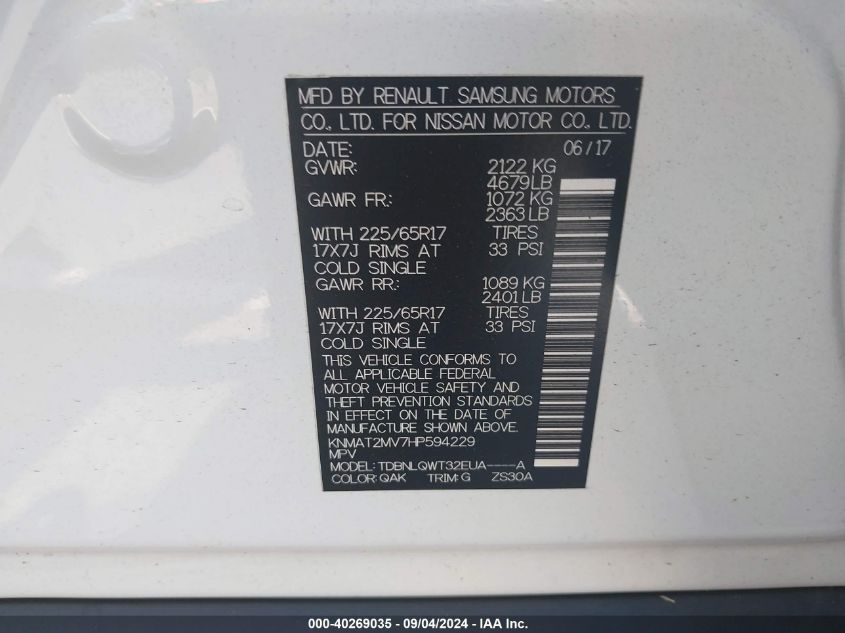 MFD BY RENAULT SAMSUNG MOTORS
CO., LTD. FOR NISSAN MOTOR CO., LTD.
DATE: 06/17
GVWR: 2122 KG
4679LB
GAWR FR: 1072 KG
2363 LB
WITH 225/65R17 TIRES
17X7J RIMS AT 33 PSI
COLD SINGLE
GAWR RR: 1089 KG
2401 LB
WITH 225/65R17 TIRES
17X7J RIMS AT 33 PSI
COLD SINGLE
THIS VEHICLE CONFORMS TO
ALL APPLICABLE FEDERAL
MOTOR VEHICLE SAFETY AND
THEFT PREVENTION STANDARDS
IN EFFECT ON THE DATE OF
MANUFACTURE SHOWN ABOVE.
KNMAT2MV7HP594229
MPV
MODEL: TDBNLQWT32EUA----A
COLOR: QAK TRIM: G ZS30A
000-40269035 - 09/04/2024 - IAA Inc.